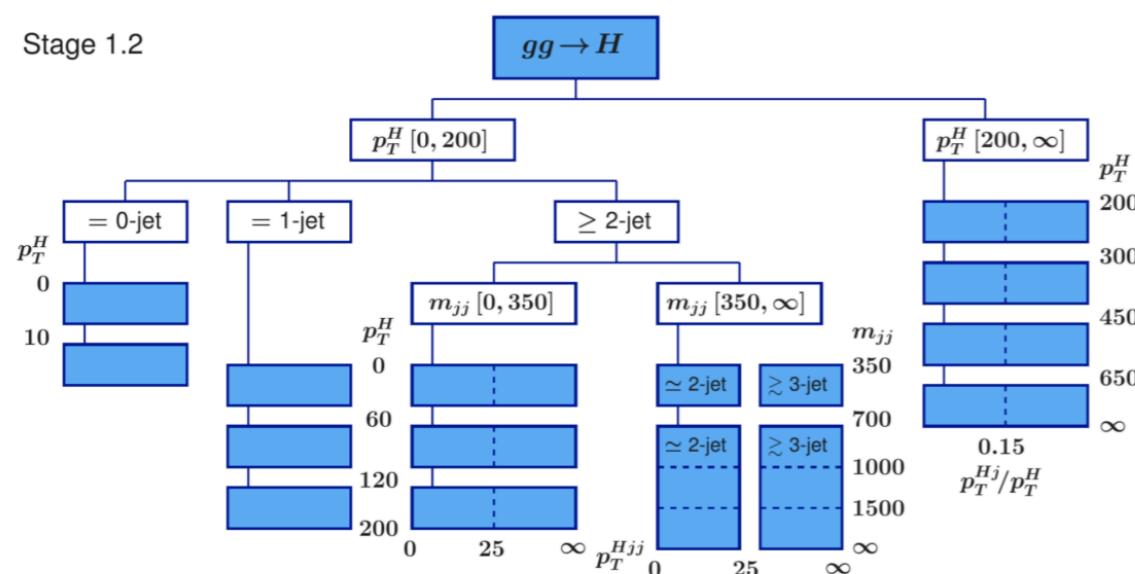 Stage 1.2
gg → H
p_T^H [0, 200]
p_T^H [200, ∞]
p_T^H
= 0-jet
= 1-jet
≥ 2-jet
200
p_T^H
0
10
m_jj [0, 350]
m_jj [350, ∞]
300
450
650
∞
0.15
p_T^Hj/p_T^H
p_T^H
0
60
120
200
m_jj
350
700
1000
1500
∞
≃ 2-jet
≳ 3-jet
≃ 2-jet
≳ 3-jet
0 25 ∞
p_T^Hjj
0 25 ∞